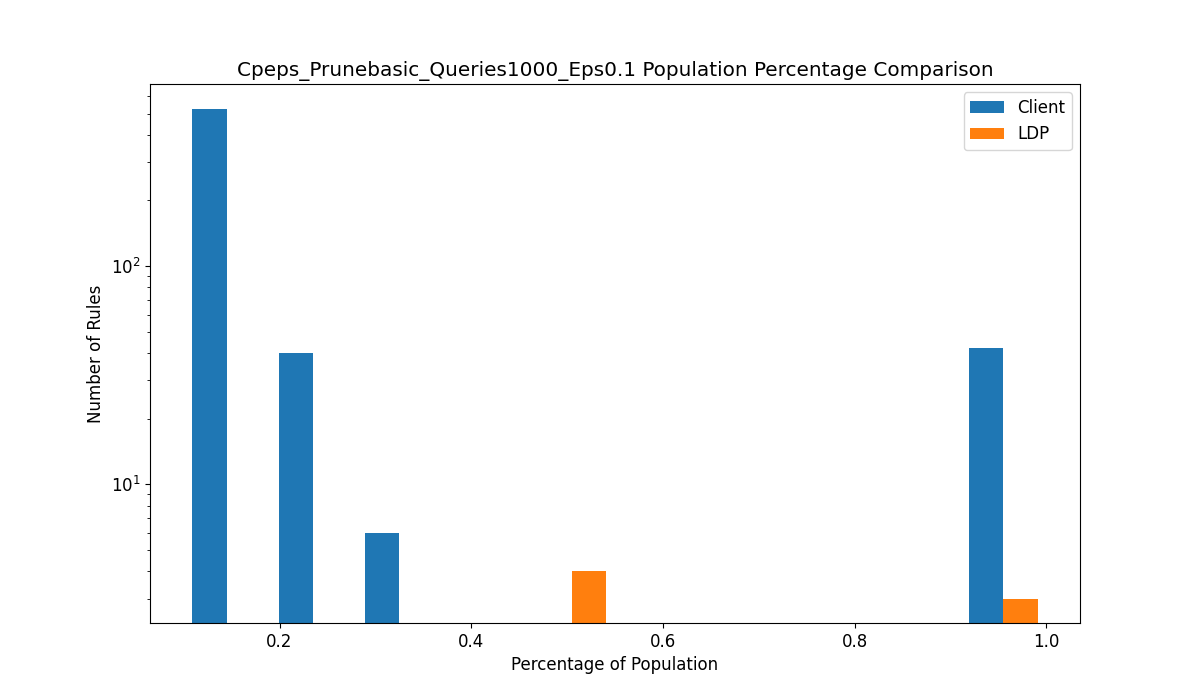 Cpeps_Prunebasic_Queries1000_Eps0.1 Population Percentage Comparison
Client
LDP
Number of Rules
10²
10¹
0.2 0.4 0.6 0.8 1.0
Percentage of Population